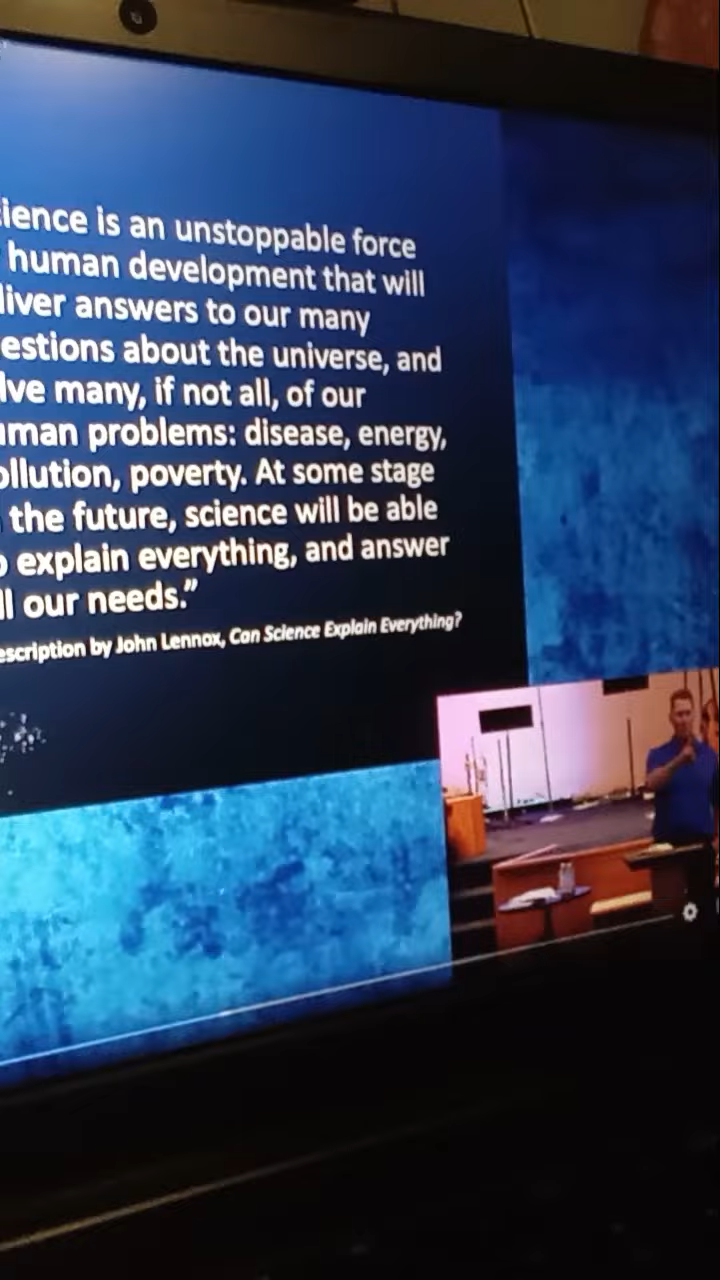 ience is an unstoppable force
human development that will
liver answers to our many
estions about the universe, and
lve many, if not all, of our
man problems: disease, energy,
ollution, poverty. At some stage
the future, science will be able
o explain everything, and answer
ll our needs.”
escription by John Lennox, Can Science Explain Everything?